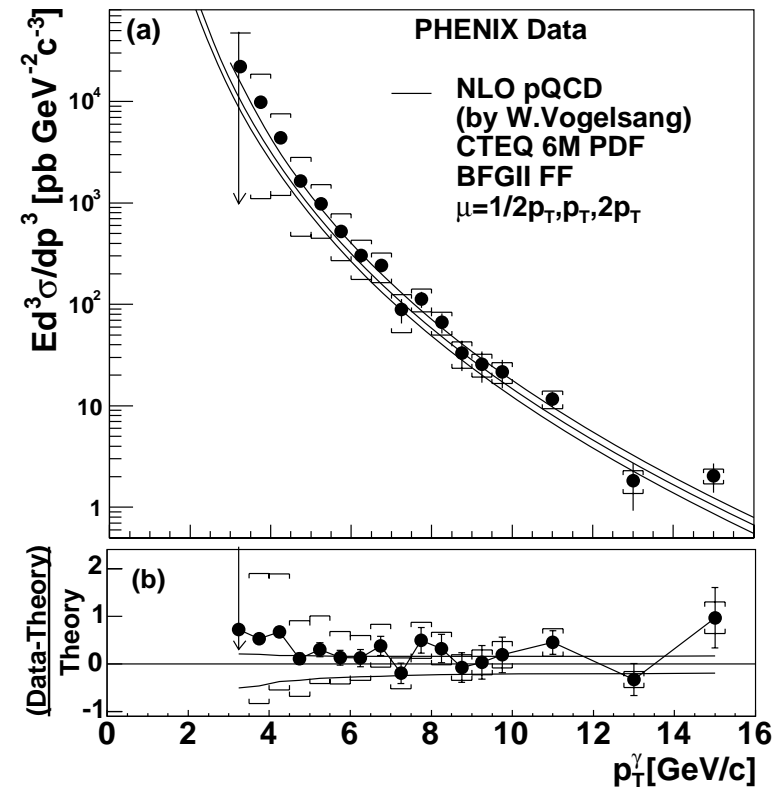 (a) PHENIX Data
NLO pQCD
(by W.Vogelsang)
CTEQ 6M PDF
BFGII FF
μ=1/2p_T,p_T,2p_T
Ed³σ/dp³ [pb GeV⁻²c⁻³]
10⁴
10³
10²
10
1
(b)
(Data-Theory)
Theory
2
1
0
-1
0 2 4 6 8 10 12 14 16
p_T^γ[GeV/c]